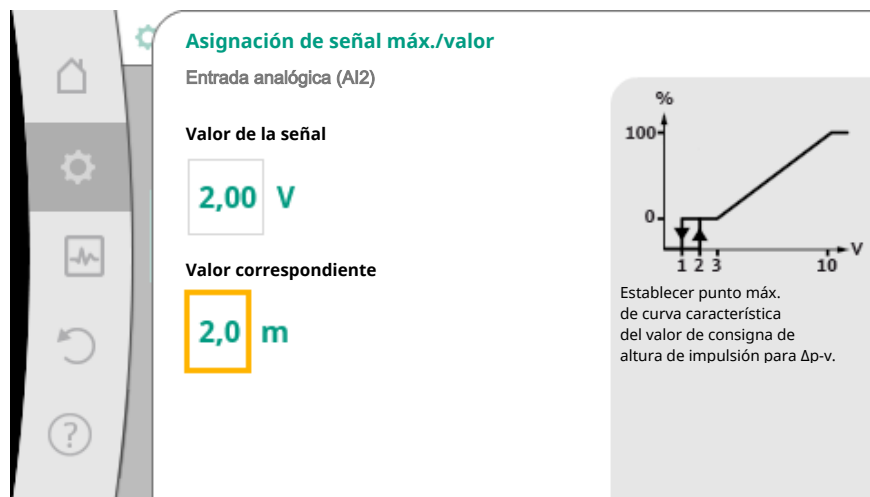 Asignación de señal máx./valor
Entrada analógica (AI2)
Valor de la señal
2,00 V
Valor correspondiente
2,0 m
%
100
0
1 2 3 10 V
Establecer punto máx.
de curva característica
del valor de consigna de
altura de impulsión para Δp-v.
?